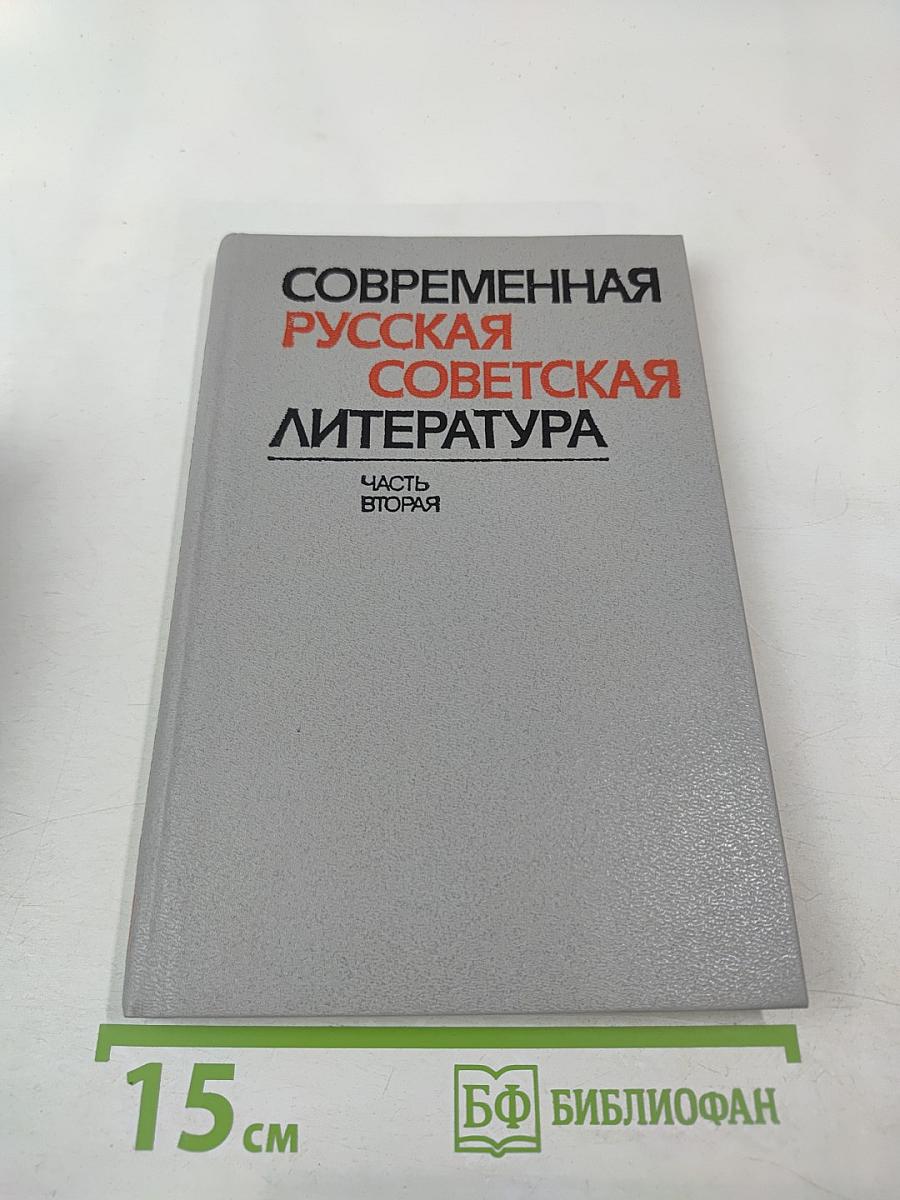 СОВРЕМЕННАЯ
РУССКАЯ
СОВЕТСКАЯ
ЛИТЕРАТУРА
ЧАСТЬ
ВТОРАЯ
15 см
БФ БИБЛИОФАН